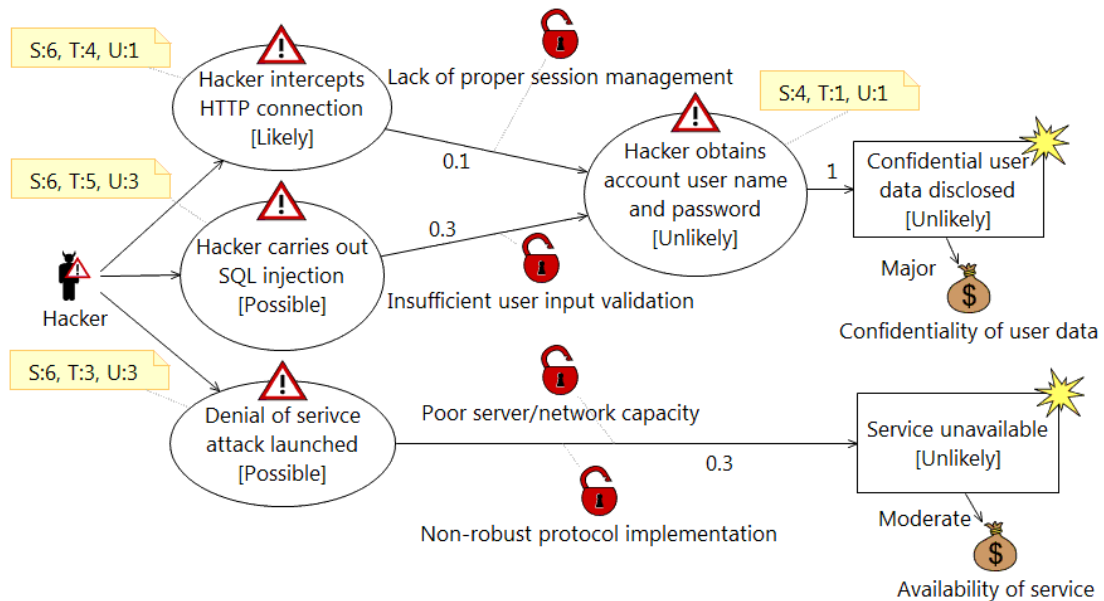 S:6, T:4, U:1
Hacker intercepts
HTTP connection
[Likely]
Lack of proper session management
0.1
S:4, T:1, U:1
Hacker obtains
account user name
and password
[Unlikely]
1
Confidential user
data disclosed
[Unlikely]
Major
$
Confidentiality of user data
S:6, T:5, U:3
Hacker carries out
SQL injection
[Possible]
0.3
Insufficient user input validation
Hacker
S:6, T:3, U:3
Denial of serivce
attack launched
[Possible]
Poor server/network capacity
0.3
Non-robust protocol implementation
Service unavailable
[Unlikely]
Moderate
$
Availability of service